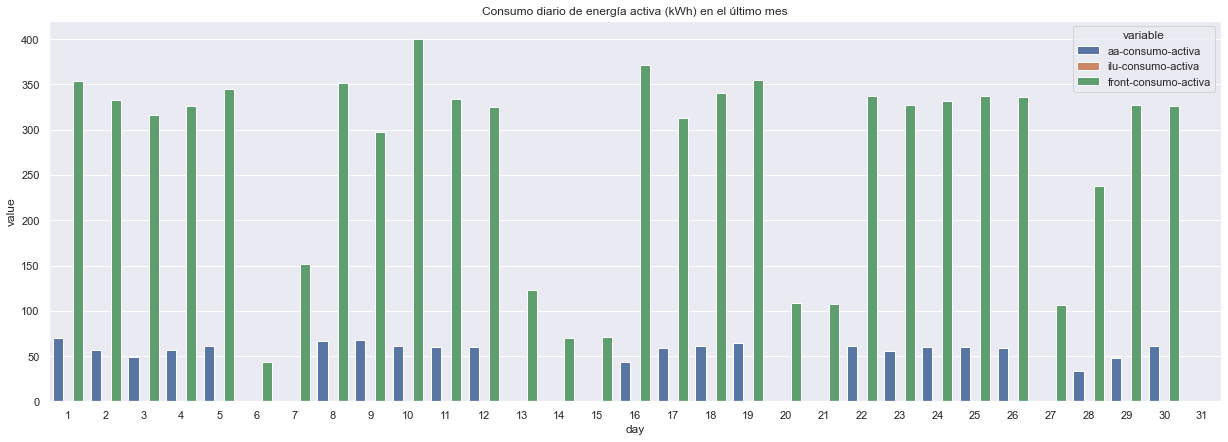 Consumo diario de energía activa (kWh) en el último mes
variable
aa-consumo-activa
ilu-consumo-activa
front-consumo-activa
400
350
300
250
200
150
100
50
0
value
1 2 3 4 5 6 7 8 9 10 11 12 13 14 15 16 17 18 19 20 21 22 23 24 25 26 27 28 29 30 31
day